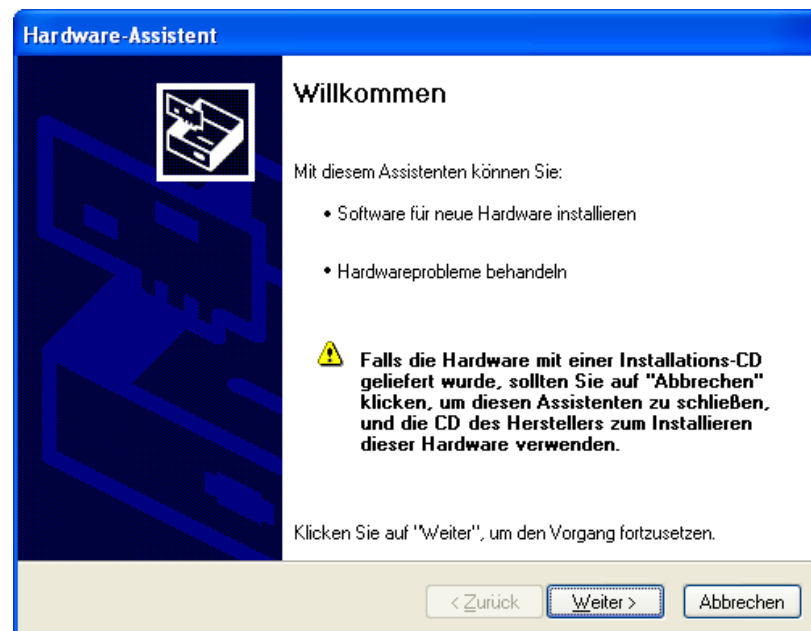 Hardware-Assistent
Willkommen
Mit diesem Assistenten können Sie:
• Software für neue Hardware installieren
• Hardwareprobleme behandeln
Falls die Hardware mit einer Installations-CD
geliefert wurde, sollten Sie auf "Abbrechen"
klicken, um diesen Assistenten zu schließen,
und die CD des Herstellers zum Installieren
dieser Hardware verwenden.
Klicken Sie auf "Weiter", um den Vorgang fortzusetzen.
< Zurück Weiter > Abbrechen